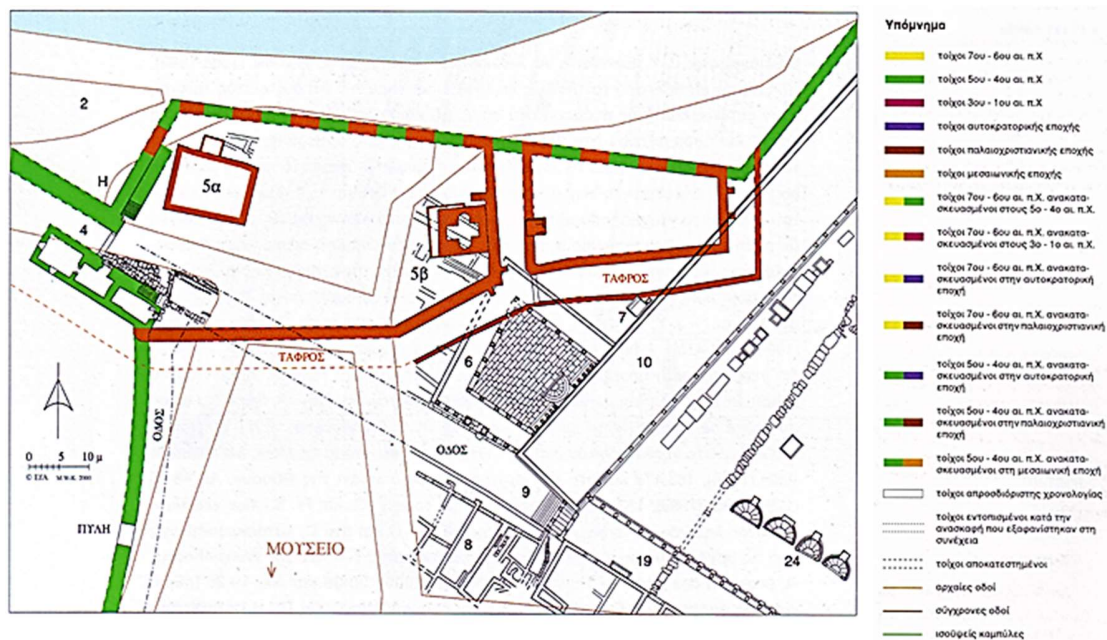 2
Η
5α
4
5β
ΤΑΦΡΟΣ
7
ΤΑΦΡΟΣ
6
10
ΟΔΟΣ
ΟΔΟΣ
0 5 10 μ
9
ΠΥΛΗ
8
ΜΟΥΣΕΙΟ
19
24
Υπόμνημα
τοίχοι 7ου - 6ου αι. π.Χ
τοίχοι 5ου - 4ου αι. π.Χ
τοίχοι 3ου - 1ου αι. π.Χ
τοίχοι αυτοκρατορικής εποχής
τοίχοι παλαιοχριστιανικής εποχής
τοίχοι μεσαιωνικής εποχής
τοίχοι 7ου - 6ου αι. π.Χ. ανακατα-
σκευασμένοι στους 5ο - 4ο αι. π.Χ.
τοίχοι 7ου - 6ου αι. π.Χ. ανακατα-
σκευασμένοι στους 3ο - 1ο αι. π.Χ.
τοίχοι 7ου - 6ου αι. π.Χ. ανακατα-
σκευασμένοι στην αυτοκρατορική
εποχή
τοίχοι 7ου - 6ου αι. π.Χ. ανακατα-
σκευασμένοι στην παλαιοχριστιανική
εποχή
τοίχοι 5ου - 4ου αι. π.Χ. ανακατα-
σκευασμένοι στην αυτοκρατορική
εποχή
τοίχοι 5ου - 4ου αι. π.Χ. ανακατα-
σκευασμένοι στην παλαιοχριστιανική
εποχή
τοίχοι 5ου - 4ου αι. π.Χ. ανακατα-
σκευασμένοι στη μεσαιωνική εποχή
τοίχοι απροσδιόριστης χρονολογίας
τοίχοι εντοπισμένοι κατά την
ανασκαφή που εξαφανίστηκαν στη
συνέχεια
τοίχοι αποκατεστημένοι
αρχαίες οδοί
σύγχρονες οδοί
ισοϋψείς καμπύλες